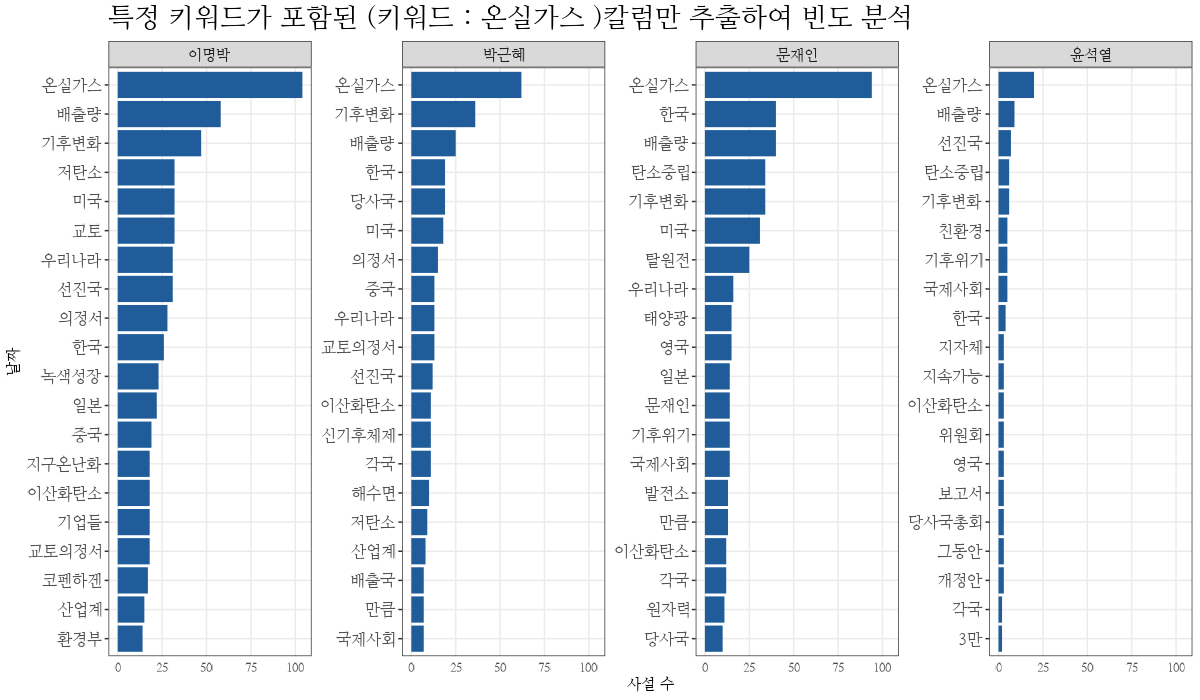 특정 키워드가 포함된 (키워드 : 온실가스 )칼럼만 추출하여 빈도 분석
이명박
온실가스
배출량
기후변화
저탄소
미국
교토
우리나라
선진국
의정서
한국
녹색성장
일본
중국
지구온난화
이산화탄소
기업들
교토의정서
코펜하겐
산업계
환경부
0 25 50 75 100
박근혜
온실가스
기후변화
배출량
한국
당사국
미국
의정서
중국
우리나라
교토의정서
선진국
이산화탄소
신기후체제
각국
해수면
저탄소
산업계
배출국
만큼
국제사회
0 25 50 75 100
문재인
온실가스
한국
배출량
탄소중립
기후변화
미국
탈원전
우리나라
태양광
영국
일본
문재인
기후위기
국제사회
발전소
만큼
이산화탄소
각국
원자력
당사국
0 25 50 75 100
윤석열
온실가스
배출량
선진국
탄소중립
기후변화
친환경
기후위기
국제사회
한국
지자체
지속가능
이산화탄소
위원회
영국
보고서
당사국총회
그동안
개정안
각국
3만
0 25 50 75 100
날짜
사설 수